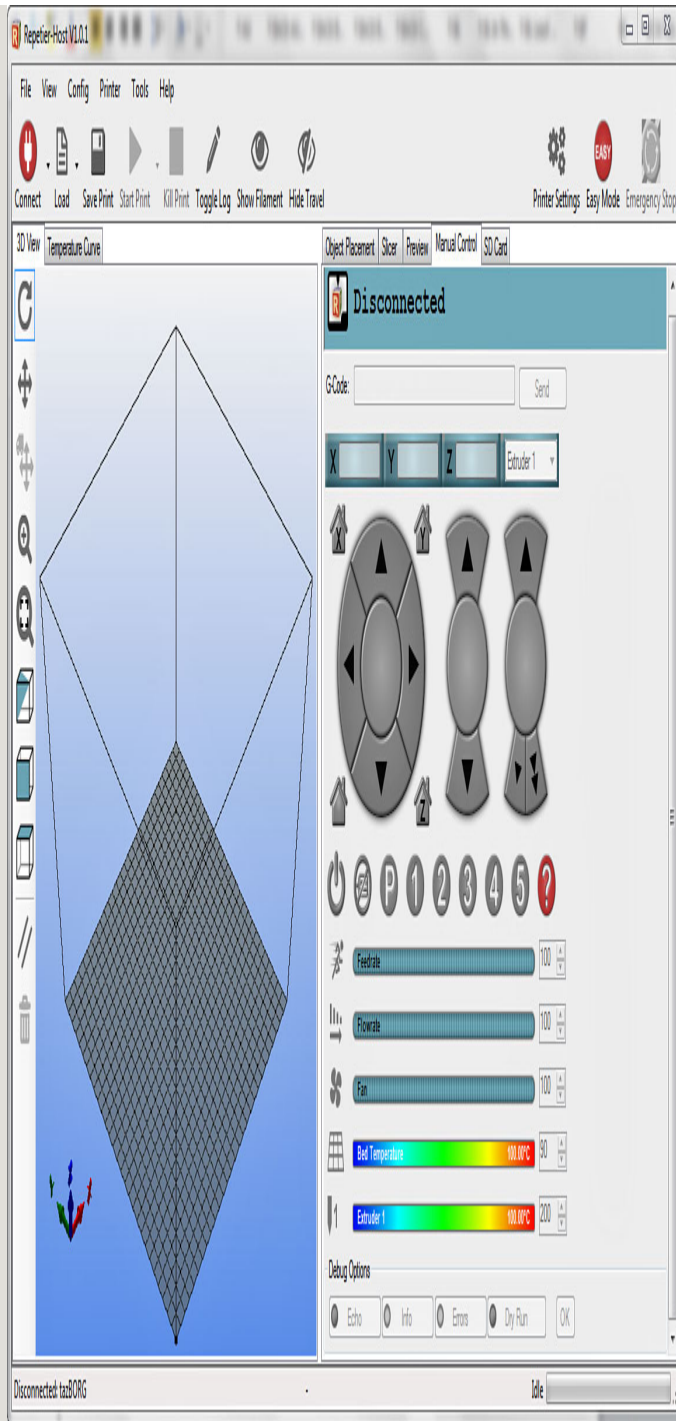 Repetier-Host V1.0.1
File View Config Printer Tools Help
Connect Load Save Print Start Print Kill Print Toggle Log Show Filament Hide Travel Printer Settings Easy Mode Emergency Stop
EASY
3D View Temperature Curve
Object Placement Slicer Preview Manual Control SD Card
Disconnected
G-Code: Send
X Y Z Extruder 1
X Y
Z
P 1 2 3 4 5 ?
Feedrate 100
Flowrate 100
Fan 100
Bed Temperature 100.00°C 90
1 Extruder 1 100.00°C 200
Debug Options
Echo Info Errors Dry Run OK
Disconnected: tazBORG - Idle